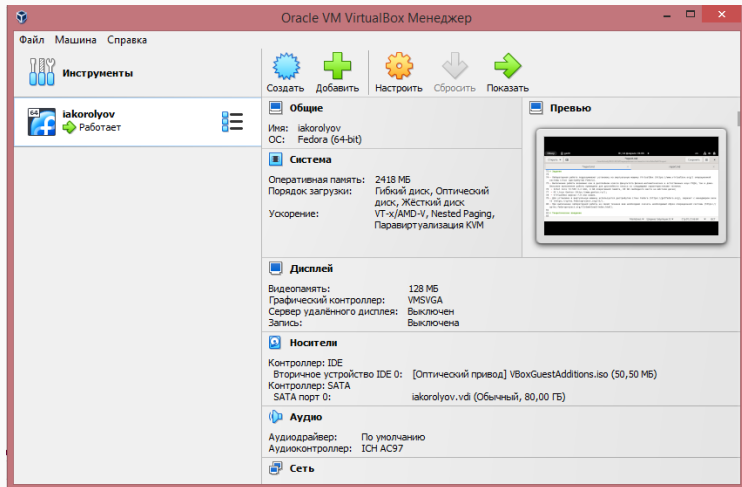 Oracle VM VirtualBox Менеджер
Файл Машина Справка
Инструменты
Создать Добавить Настроить Сбросить Показать
64
iakorolyov
Работает
Общие
Имя: iakorolyov
ОС: Fedora (64-bit)
Превью
Система
Оперативная память: 2418 МБ
Порядок загрузки: Гибкий диск, Оптический
диск, Жёсткий диск
Ускорение: VT-x/AMD-V, Nested Paging,
Паравиртуализация KVM
Дисплей
Видеопамять: 128 МБ
Графический контроллер: VMSVGA
Сервер удалённого дисплея: Выключен
Запись: Выключена
Носители
Контроллер: IDE
Вторичное устройство IDE 0: [Оптический привод] VBoxGuestAdditions.iso (50,50 МБ)
Контроллер: SATA
SATA порт 0: iakorolyov.vdi (Обычный, 80,00 ГБ)
Аудио
Аудиодрайвер: По умолчанию
Аудиоконтроллер: ICH AC97
Сеть